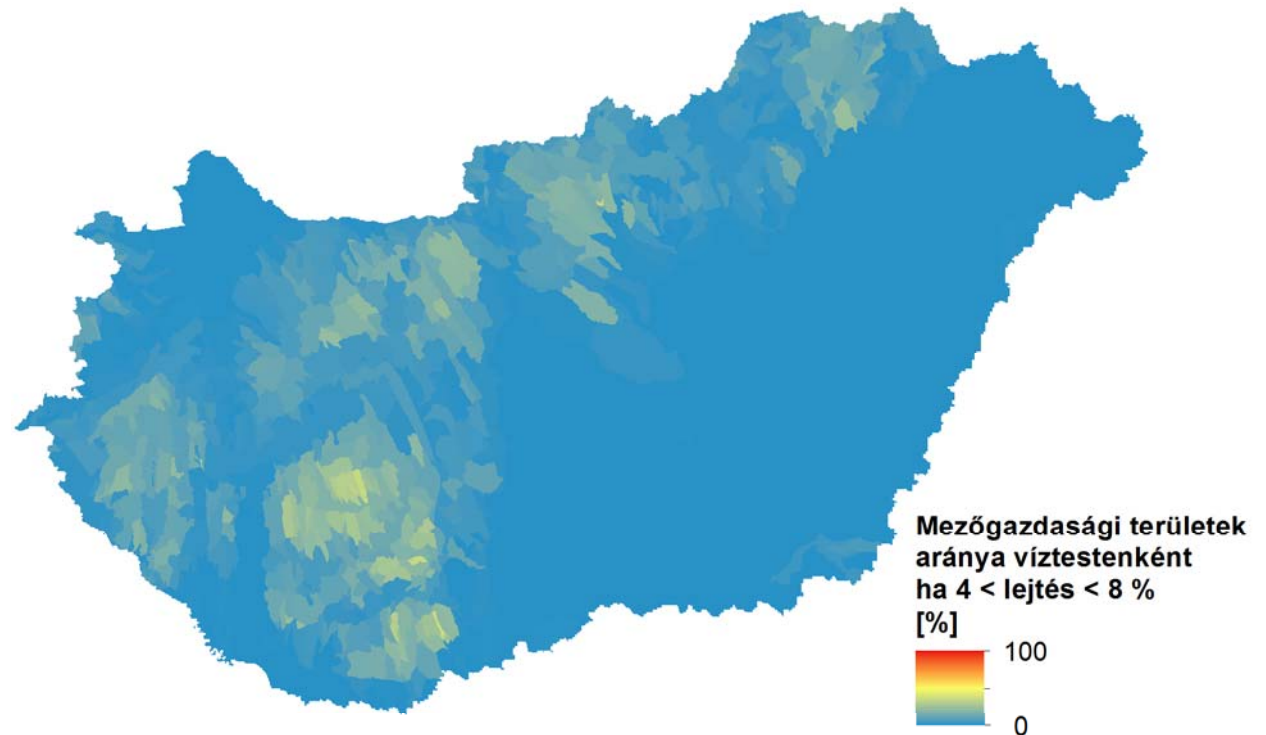 Mezőgazdasági területek
aránya víztestenként
ha 4 < lejtés < 8 %
[%]
100
0